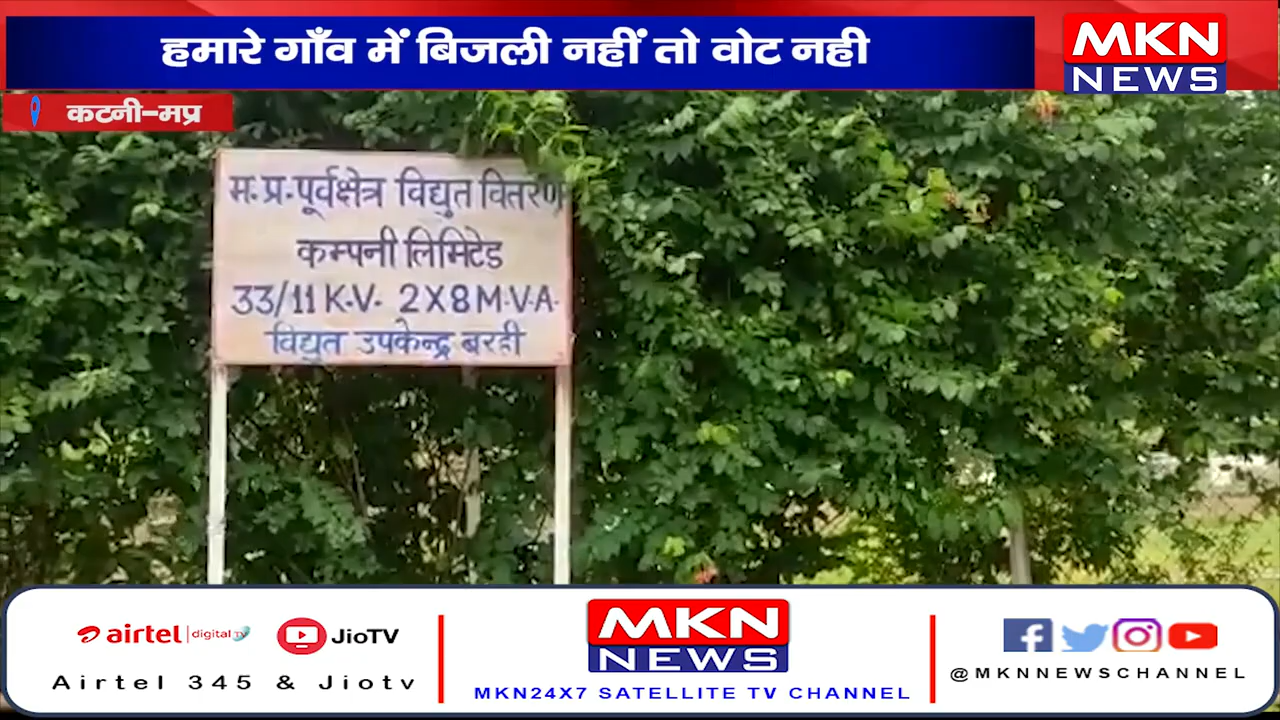 हमारे गाँव में बिजली नहीं तो वोट नही
MKN
NEWS
कटनी-मप्र
म.प्र.पूर्वक्षेत्र विद्युत वितरण
कम्पनी लिमिटेड
33/11 K.V. 2X8 M.V.A.
विद्युत उपकेन्द्र बरही
airtel digital TV
JioTV
Airtel 345 & Jiotv
MKN
NEWS
MKN24X7 SATELLITE TV CHANNEL
@MKNNEWSCHANNEL